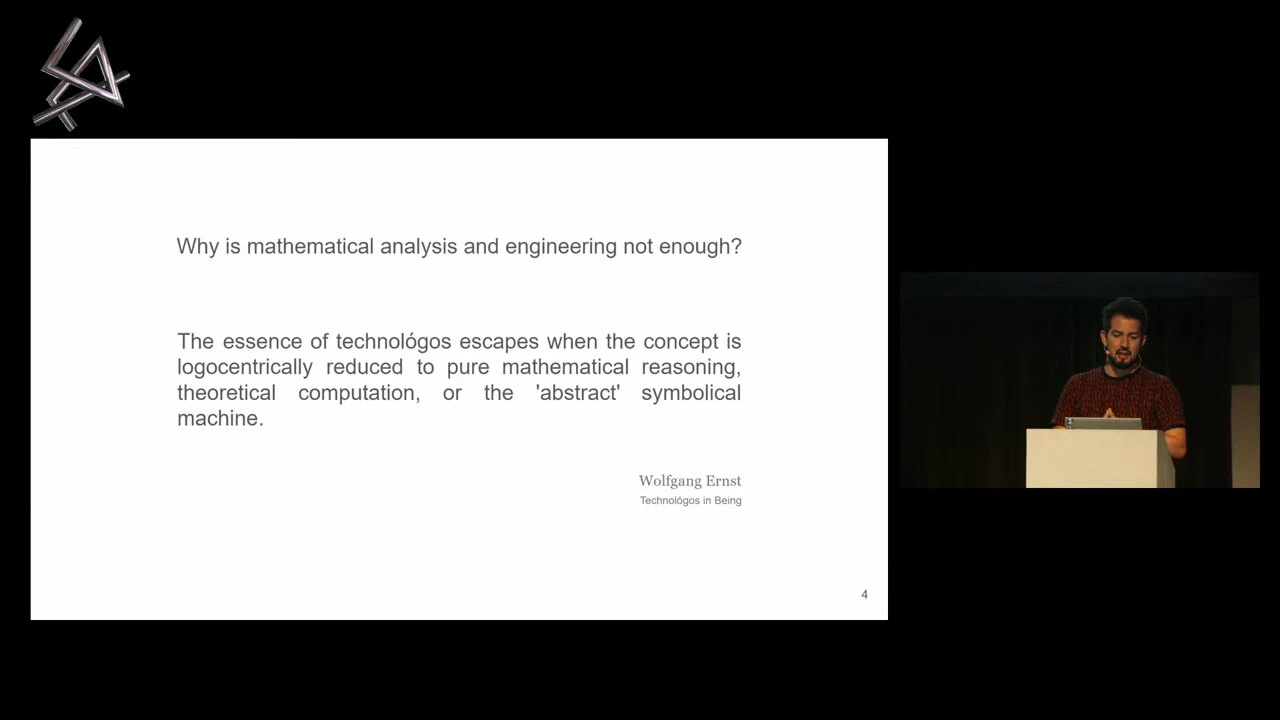 Why is mathematical analysis and engineering not enough?
The essence of technológos escapes when the concept is
logocentrically reduced to pure mathematical reasoning,
theoretical computation, or the 'abstract' symbolical
machine.
Wolfgang Ernst
Technológos in Being
4